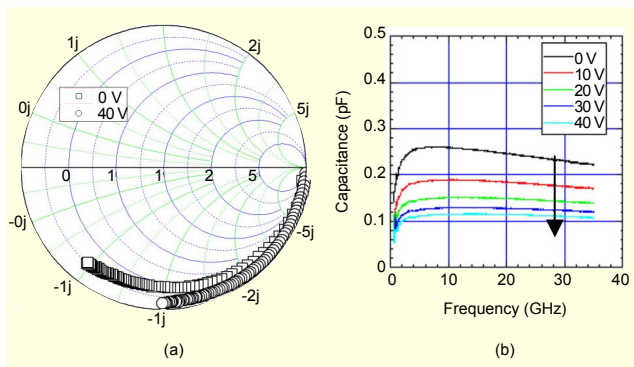 1j
2j
□ 0 V
○ 40 V
0j
5j
0 1 2 5
-0j
-5j
-1j
-2j
-1j
(a)
0.5
0.4
0.3
0.2
0.1
0
Capacitance (pF)
0 V
10 V
20 V
30 V
40 V
0 10 20 30 40
Frequency (GHz)
(b)